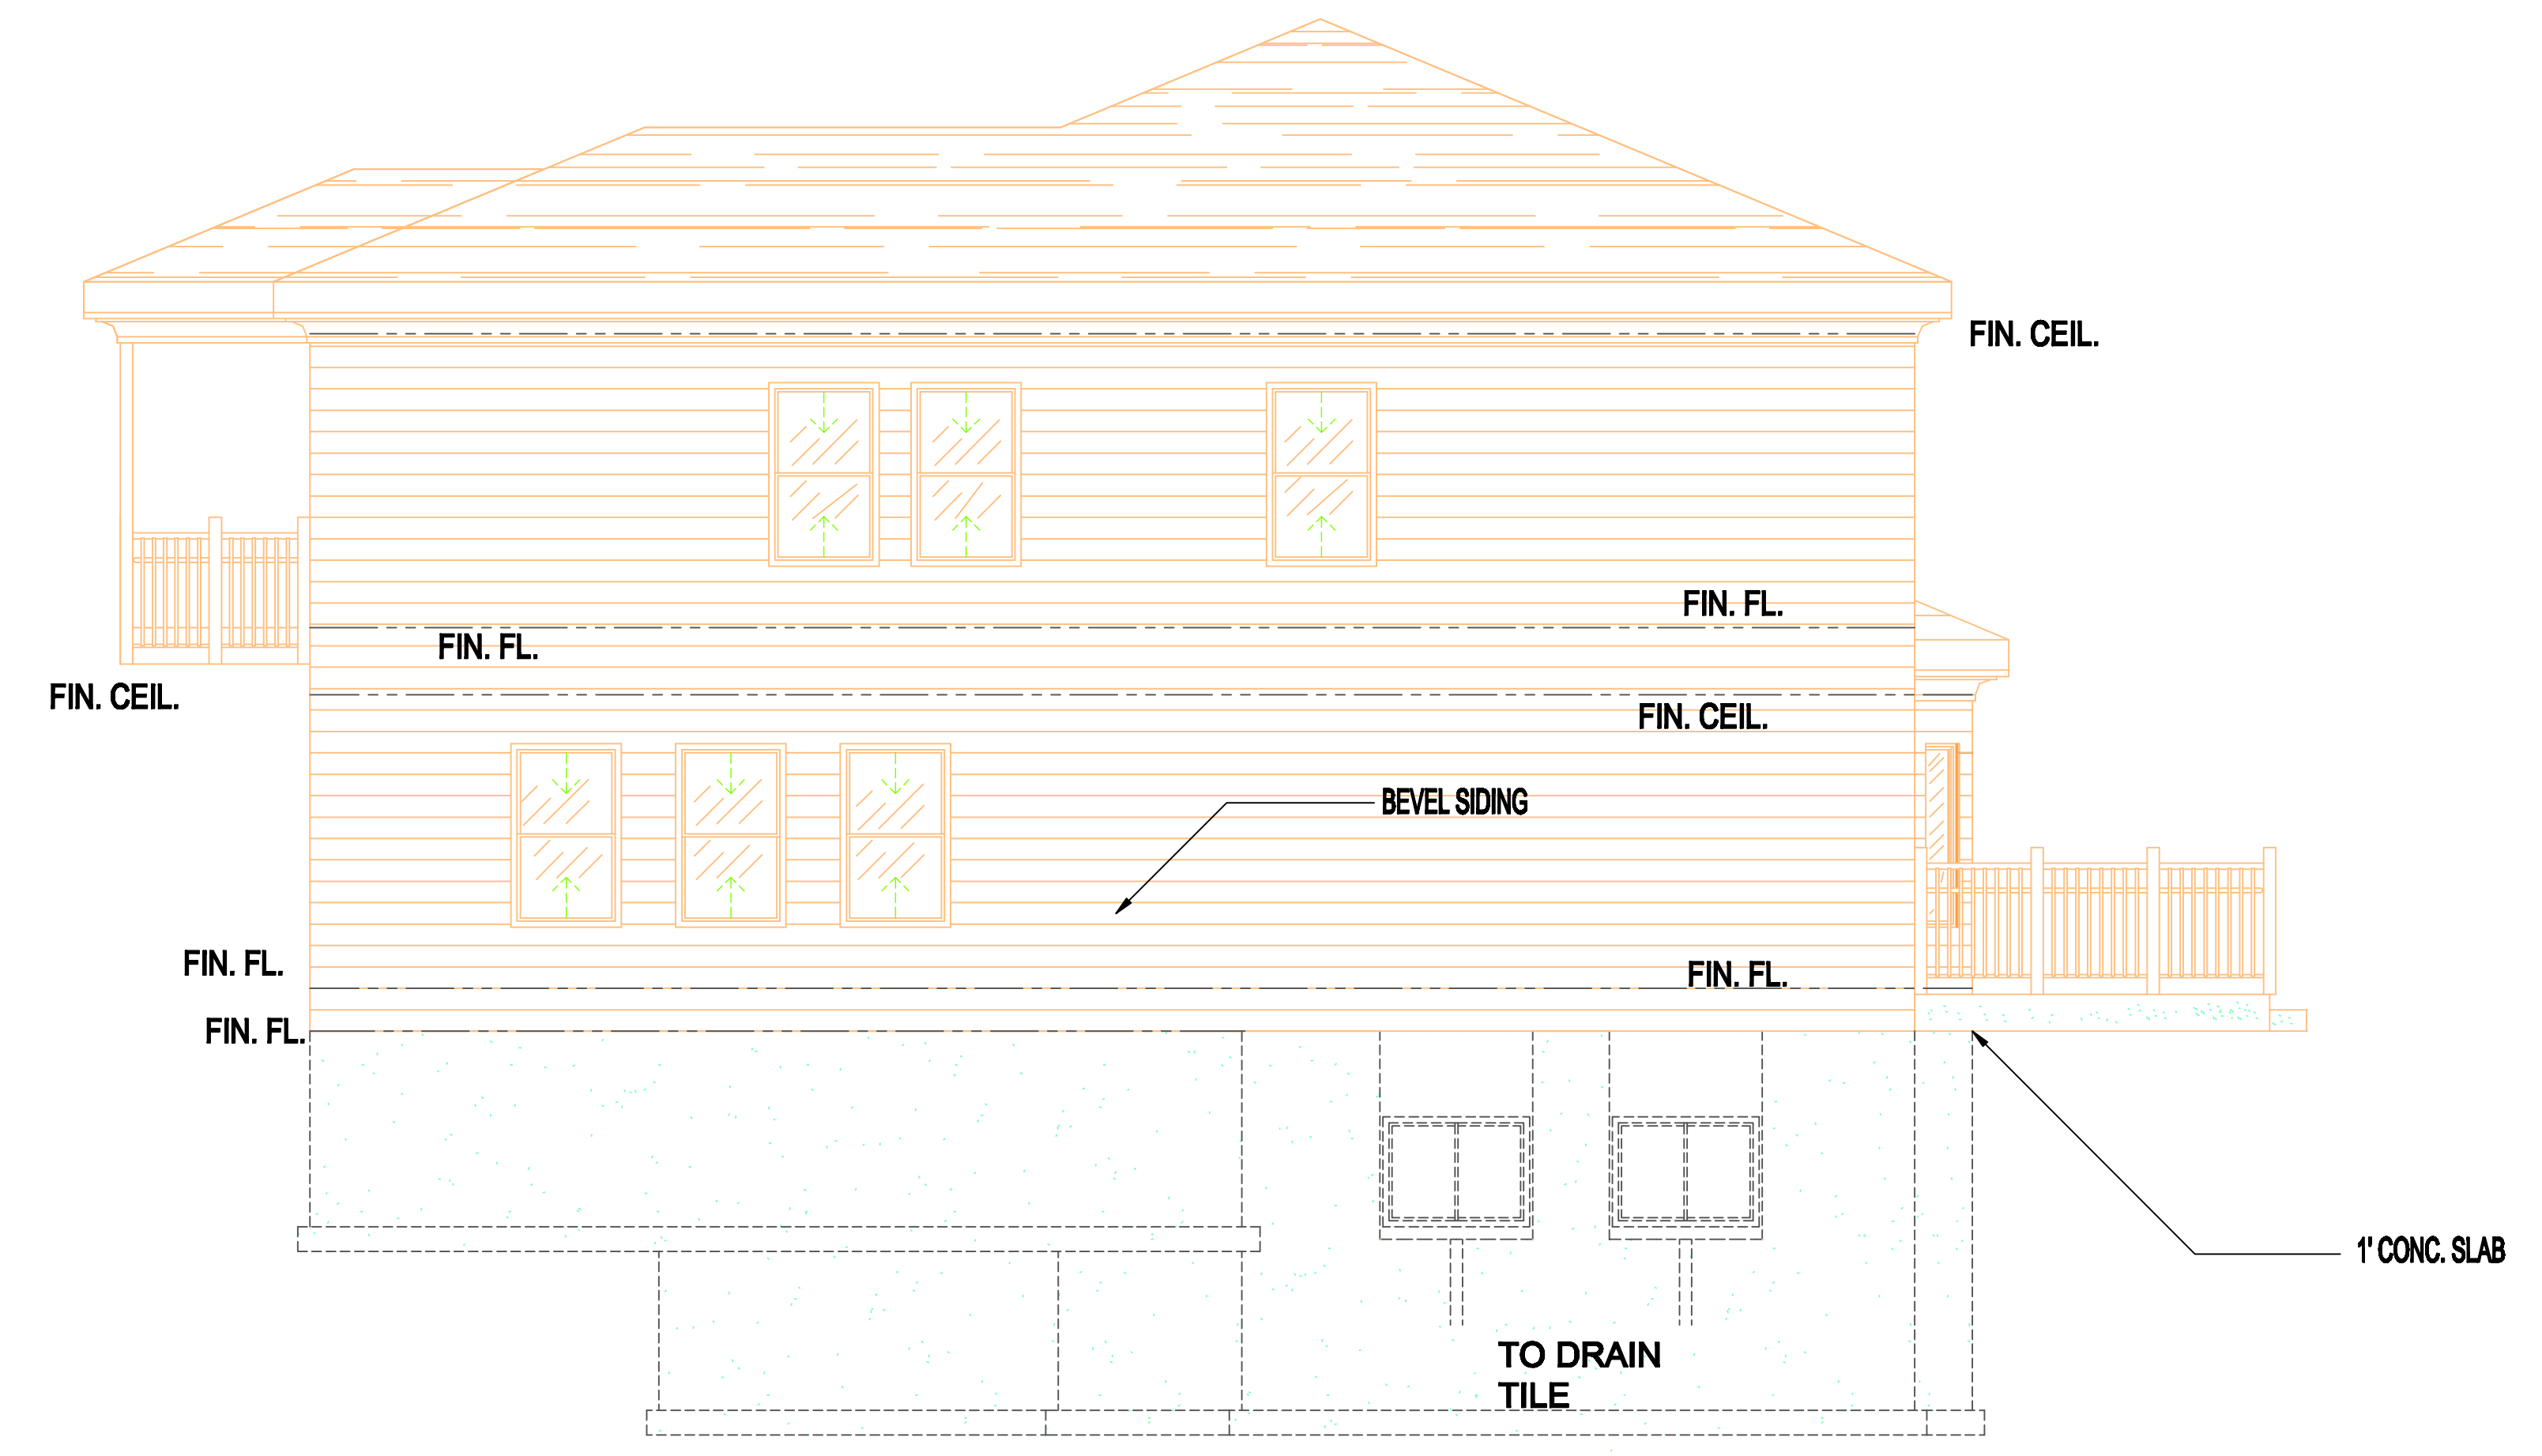 FIN. CEIL.
FIN. FL.
FIN. FL.
FIN. CEIL.
FIN. CEIL.
BEVEL SIDING
FIN. FL.
FIN. FL.
FIN. FL.
1' CONC. SLAB
TO DRAIN
TILE